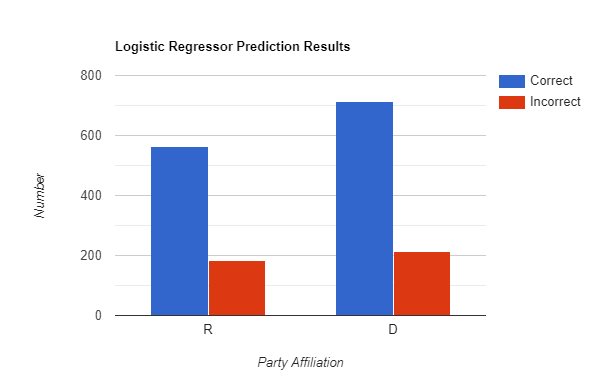 Logistic Regressor Prediction Results
Correct
Incorrect
800
600
400
200
0
Number
R
D
Party Affiliation